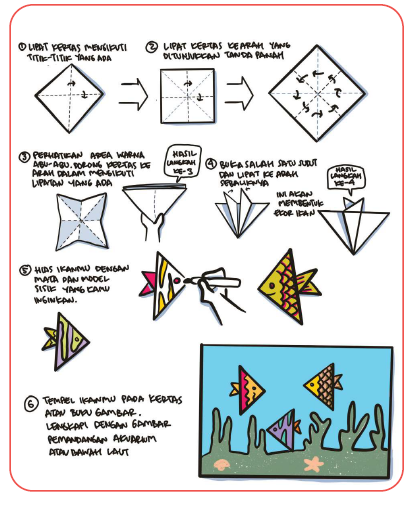 ① LIPAT KERTAS MENGIKUTI
TITIK-TITIK YANG ADA
② LIPAT KERTAS KE ARAH YANG
DITUNJUKKAN TANDA PANAH
③ PERHATIKAN AREA WARNA
ABU-ABU. DORONG KERTAS KE
ARAH DALAM MENGIKUTI
LIPATAN YANG ADA
HASIL
LANGKAH
KE-3
④ BUKA SALAH SATU SUDUT
DAN LIPAT KE ARAH
SEBALIKNYA
INI AKAN
MEMBENTUK
EKOR IKAN
HASIL
LANGKAH
KE-4
⑤ HIAS IKANMU DENGAN
MATA DAN MODEL
SISIK YANG KAMU
INGINKAN.
⑥ TEMPEL IKANMU PADA KERTAS
ATAU BUKU GAMBAR.
LENGKAPI DENGAN GAMBAR
PEMANDANGAN AKUARIUM
ATAU BAWAH LAUT